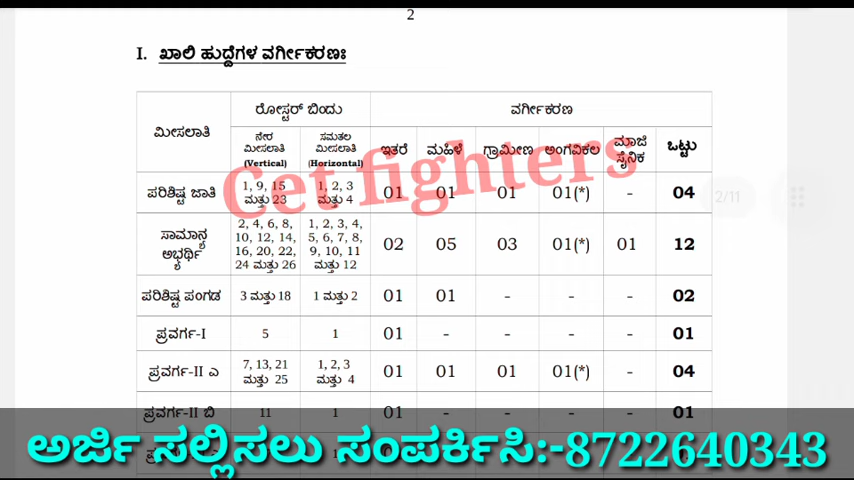 2
I. ಖಾಲಿ ಹುದ್ದೆಗಳ ವರ್ಗೀಕರಣಃ
ಮೀಸಲಾತಿ ರೋಸ್ಟರ್ ಬಿಂದು ವರ್ಗೀಕರಣ
ನೇರ ಮೀಸಲಾತಿ (Vertical) ಸಮತಲ ಮೀಸಲಾತಿ (Horizontal) ಇತರೆ ಮಹಿಳೆ ಗ್ರಾಮೀಣ ಅಂಗವಿಕಲ ಮಾಜಿ ಸೈನಿಕ ಒಟ್ಟು
ಪರಿಶಿಷ್ಟ ಜಾತಿ 1, 9, 15 ಮತ್ತು 23 1, 2, 3 ಮತ್ತು 4 01 01 01 01(*) - 04
ಸಾಮಾನ್ಯ ಅಭ್ಯರ್ಥಿ 2, 4, 6, 8, 10, 12, 14, 16, 20, 22, 24 ಮತ್ತು 26 1, 2, 3, 4, 5, 6, 7, 8, 9, 10, 11 ಮತ್ತು 12 02 05 03 01(*) 01 12
ಪರಿಶಿಷ್ಟ ಪಂಗಡ 3 ಮತ್ತು 18 1 ಮತ್ತು 2 01 01 - - - 02
ಪ್ರವರ್ಗ-I 5 1 01 - - - - 01
ಪ್ರವರ್ಗ-II ಎ 7, 13, 21 ಮತ್ತು 25 1, 2, 3 ಮತ್ತು 4 01 01 01 01(*) - 04
ಪ್ರವರ್ಗ-II ಬಿ 11 1 01 - - - - 01
Cet fighters
2/11
ಅರ್ಜಿ ಸಲ್ಲಿಸಲು ಸಂಪರ್ಕಿಸಿ:-8722640343